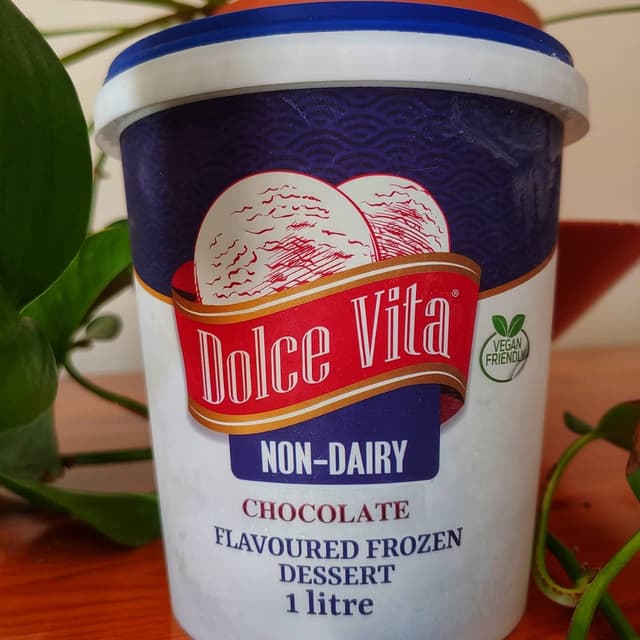 Dolce Vita®
VEGAN
FRIENDLY
NON-DAIRY
CHOCOLATE
FLAVOURED FROZEN
DESSERT
1 litre